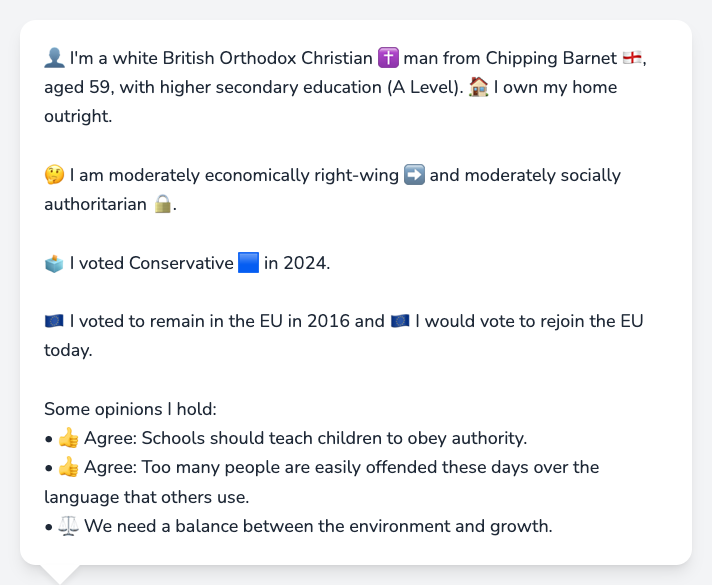 👤 I'm a white British Orthodox Christian ✝️ man from Chipping Barnet 🏴󠁧󠁢󠁥󠁮󠁧󠁿,
aged 59, with higher secondary education (A Level). 🏠 I own my home
outright.
🤔 I am moderately economically right-wing ➡️ and moderately socially
authoritarian 🔒.
🗳️ I voted Conservative 🟦 in 2024.
🇪🇺 I voted to remain in the EU in 2016 and 🇪🇺 I would vote to rejoin the EU
today.
Some opinions I hold:
• 👍 Agree: Schools should teach children to obey authority.
• 👍 Agree: Too many people are easily offended these days over the
language that others use.
• ⚖️ We need a balance between the environment and growth.